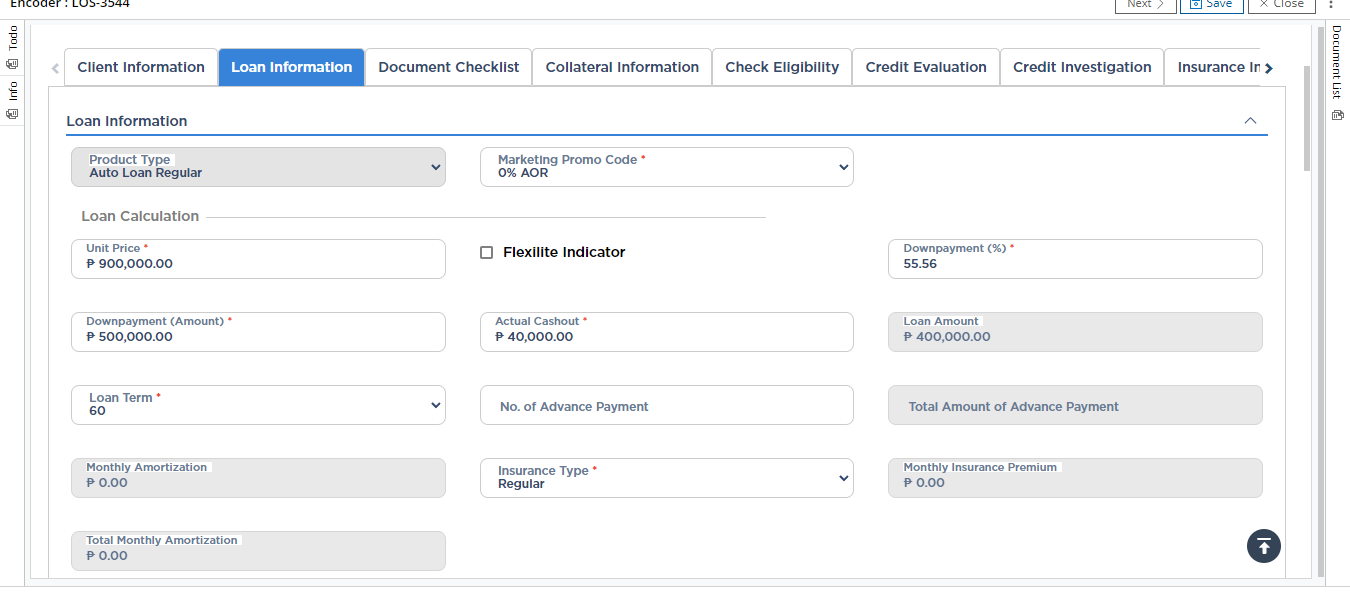 Encoder : LOS-3544
Next
Save
Close
Todo
Info
Document List
Client Information
Loan Information
Document Checklist
Collateral Information
Check Eligibility
Credit Evaluation
Credit Investigation
Insurance In
Loan Information
Product Type
Auto Loan Regular
Marketing Promo Code *
0% AOR
Loan Calculation
Unit Price *
₱ 900,000.00
Flexilite Indicator
Downpayment (%) *
55.56
Downpayment (Amount) *
₱ 500,000.00
Actual Cashout *
₱ 40,000.00
Loan Amount
₱ 400,000.00
Loan Term *
60
No. of Advance Payment
Total Amount of Advance Payment
Monthly Amortization
₱ 0.00
Insurance Type *
Regular
Monthly Insurance Premium
₱ 0.00
Total Monthly Amortization
₱ 0.00